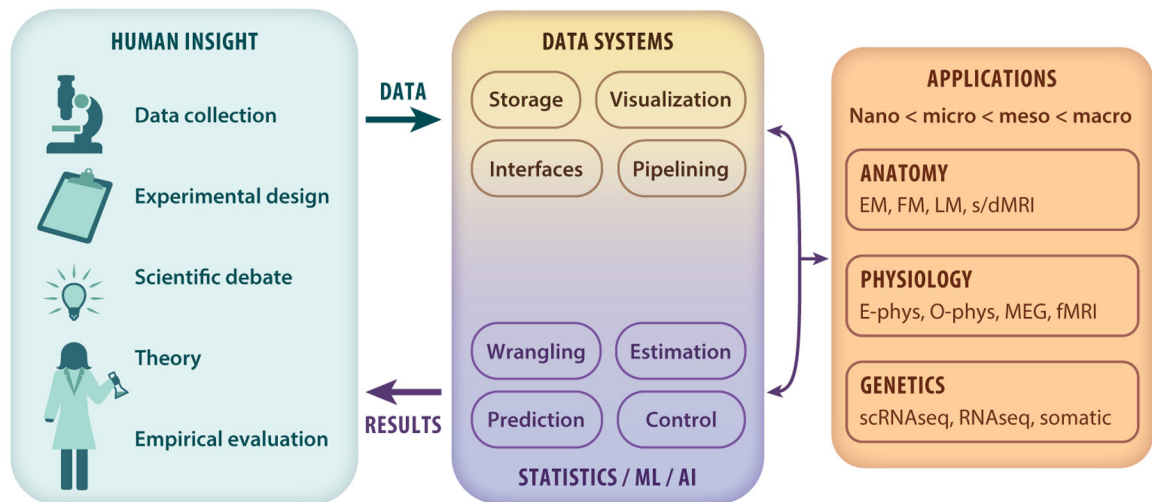 HUMAN INSIGHT
Data collection
Experimental design
Scientific debate
Theory
Empirical evaluation
DATA
RESULTS
DATA SYSTEMS
Storage
Visualization
Interfaces
Pipelining
Wrangling
Estimation
Prediction
Control
STATISTICS / ML / AI
APPLICATIONS
Nano < micro < meso < macro
ANATOMY
EM, FM, LM, s/dMRI
PHYSIOLOGY
E-phys, O-phys, MEG, fMRI
GENETICS
scRNAseq, RNAseq, somatic